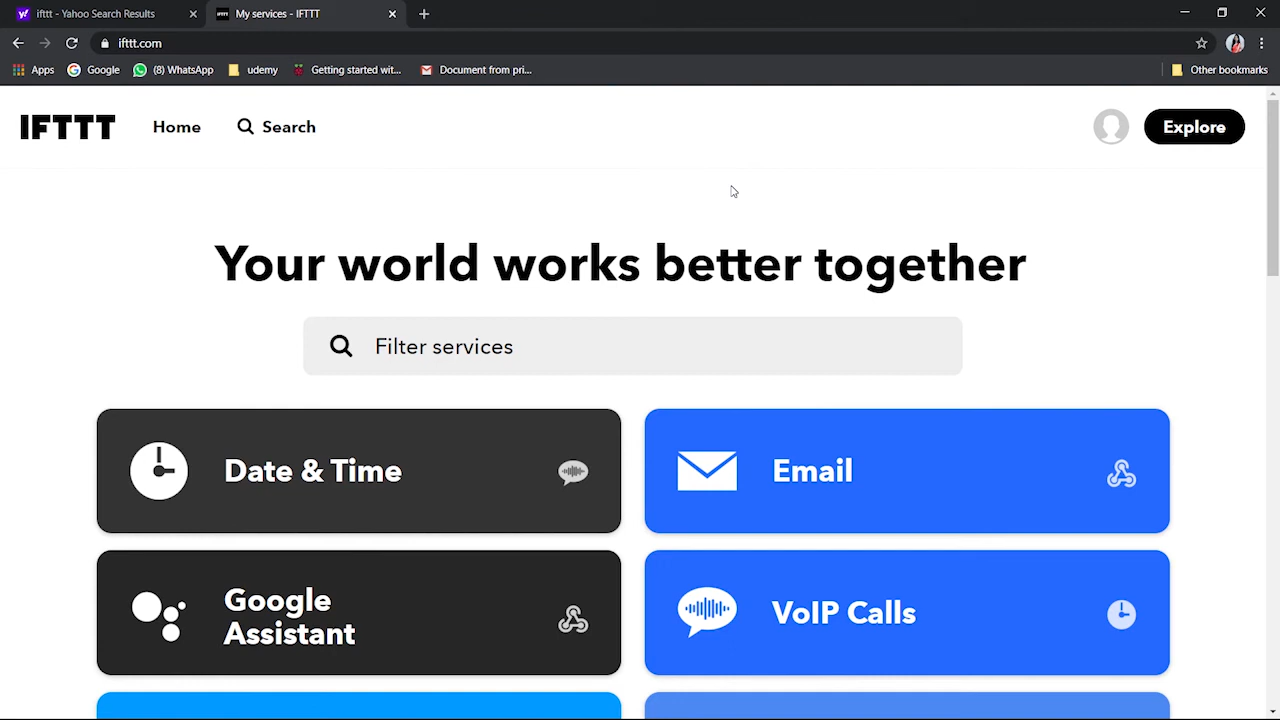 ifttt - Yahoo Search Results
My services - IFTTT
ifttt.com
Apps
Google
(8) WhatsApp
udemy
Getting started wit...
Document from pri...
Other bookmarks
IFTTT
Home
Search
Explore
Your world works better together
Filter services
Date & Time
Email
Google
Assistant
VoIP Calls